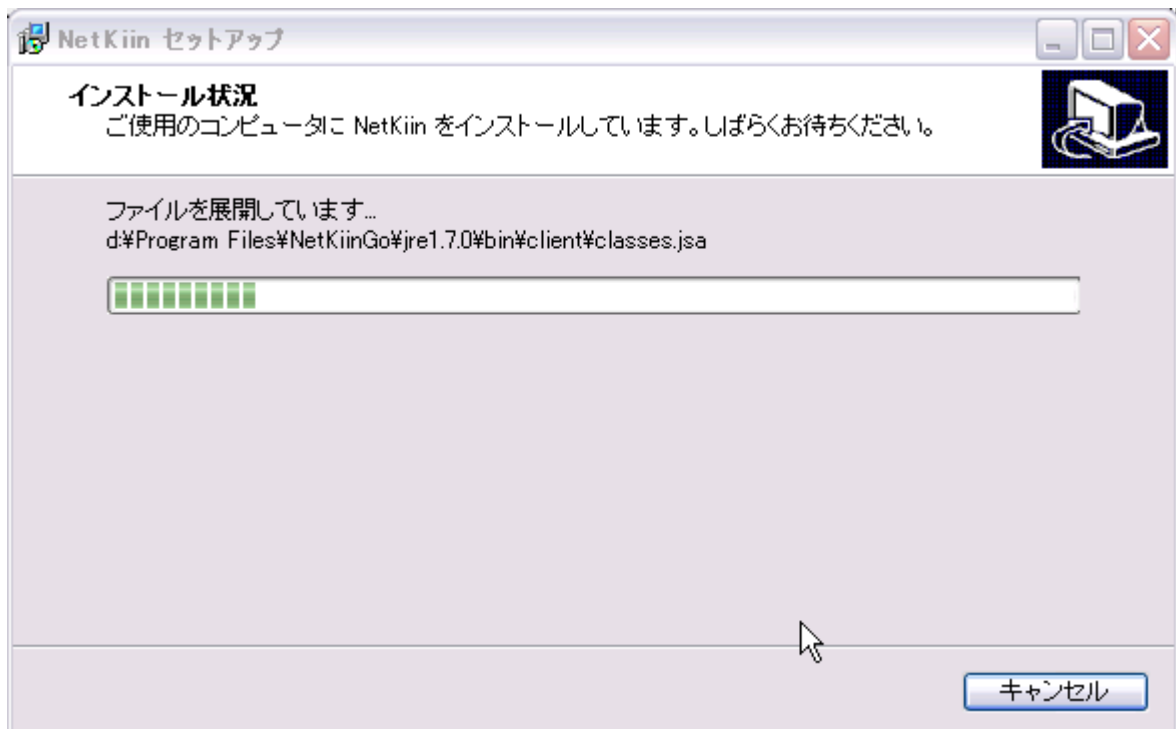 NetKiin セットアップ
インストール状況
ご使用のコンピュータに NetKiin をインストールしています。しばらくお待ちください。
ファイルを展開しています...
d:¥Program Files¥NetKiinGo¥jre1.7.0¥bin¥client¥classes.jsa
キャンセル